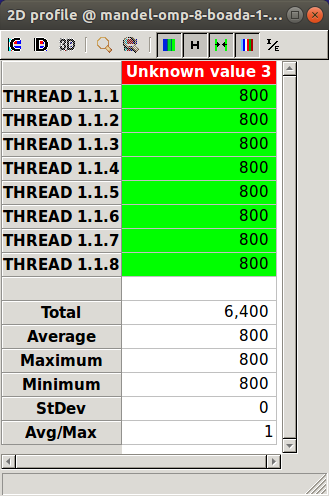 2D profile @ mandel-omp-8-boada-1-...
3D H I/E
Unknown value 3
THREAD 1.1.1 800
THREAD 1.1.2 800
THREAD 1.1.3 800
THREAD 1.1.4 800
THREAD 1.1.5 800
THREAD 1.1.6 800
THREAD 1.1.7 800
THREAD 1.1.8 800
Total 6,400
Average 800
Maximum 800
Minimum 800
StDev 0
Avg/Max 1